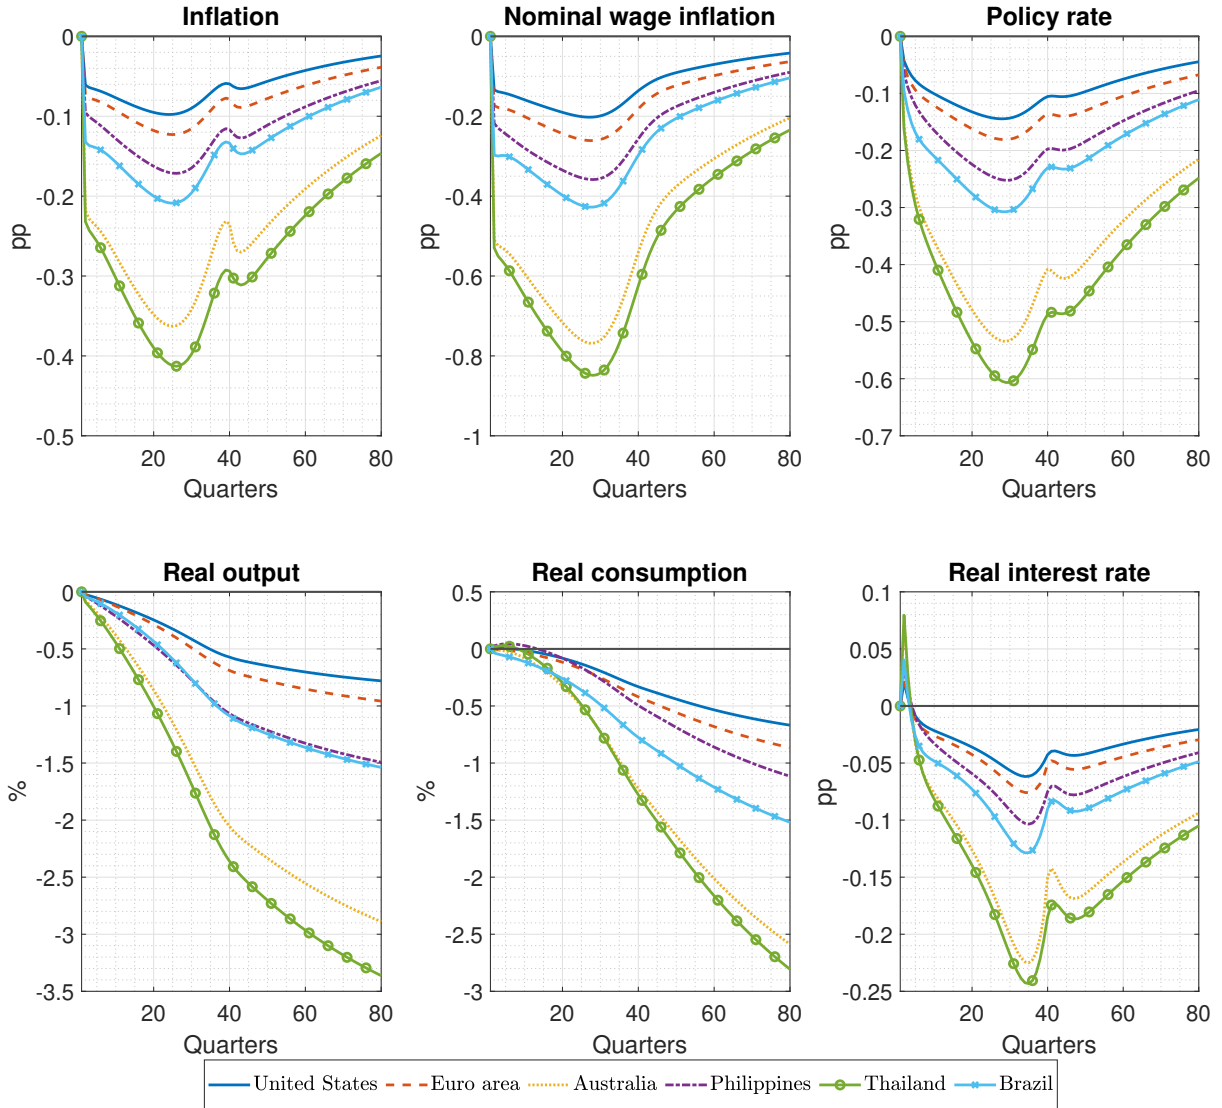 Inflation Nominal wage inflation Policy rate
0 0 0
-0.1 -0.2 -0.1
-0.2 -0.4 -0.2
-0.3 -0.6 -0.3
-0.4 -0.8 -0.4
-0.5 -1 -0.5
-0.6
-0.7
pp pp pp
20 40 60 80 20 40 60 80 20 40 60 80
Quarters Quarters Quarters
Real output Real consumption Real interest rate
0 0.5 0.1
-0.5 0 0.05
-1 -0.5 0
-1.5 -1 -0.05
-2 -1.5 -0.1
-2.5 -2 -0.15
-3 -2.5 -0.2
-3.5 -3 -0.25
% % pp
20 40 60 80 20 40 60 80 20 40 60 80
Quarters Quarters Quarters
United States Euro area Australia Philippines Thailand Brazil